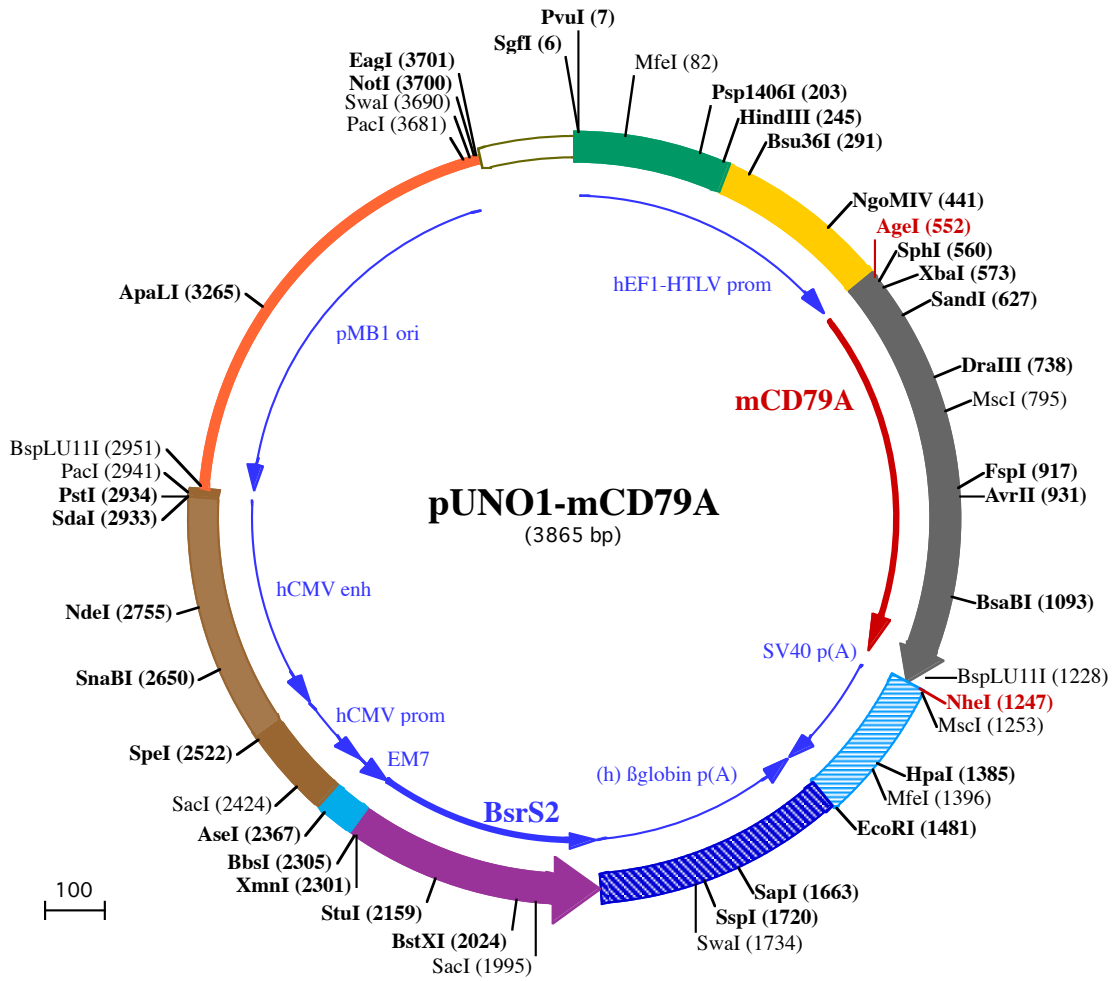 PvuI (7)
SgfI (6)
MfeI (82)
Psp1406I (203)
HindIII (245)
Bsu36I (291)
NgoMIV (441)
AgeI (552)
SphI (560)
XbaI (573)
SandI (627)
DraIII (738)
MscI (795)
FspI (917)
AvrII (931)
BsaBI (1093)
BspLU11I (1228)
NheI (1247)
MscI (1253)
HpaI (1385)
MfeI (1396)
EcoRI (1481)
SapI (1663)
SspI (1720)
SwaI (1734)
SacI (1995)
BstXI (2024)
StuI (2159)
XmnI (2301)
BbsI (2305)
AseI (2367)
SacI (2424)
SpeI (2522)
SnaBI (2650)
NdeI (2755)
SdaI (2933)
PstI (2934)
PacI (2941)
BspLU11I (2951)
ApaLI (3265)
PacI (3681)
SwaI (3690)
NotI (3700)
EagI (3701)
hEF1-HTLV prom
mCD79A
SV40 p(A)
(h) ßglobin p(A)
BsrS2
EM7
hCMV prom
hCMV enh
pMB1 ori
pUNO1-mCD79A
(3865 bp)
100